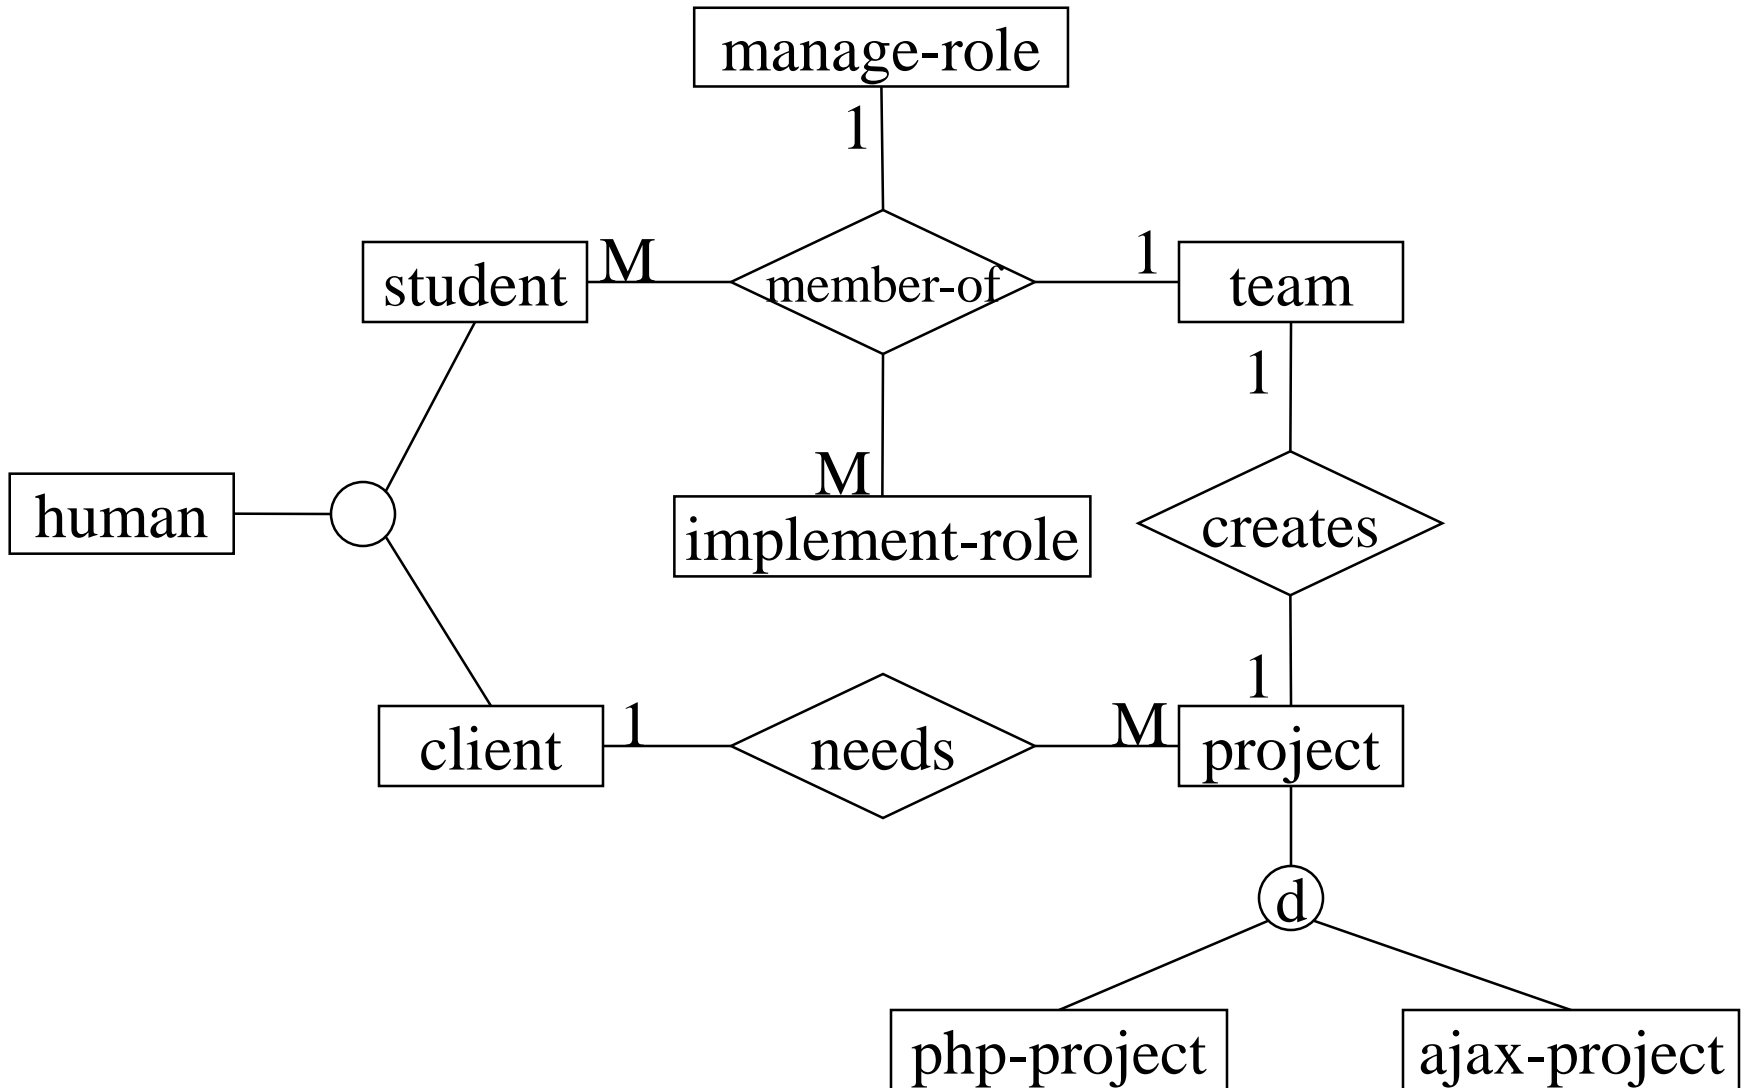 manage-role
1
student
M
member-of
1
team
1
M
human
implement-role
creates
1
client
1
needs
M
project
d
php-project
ajax-project